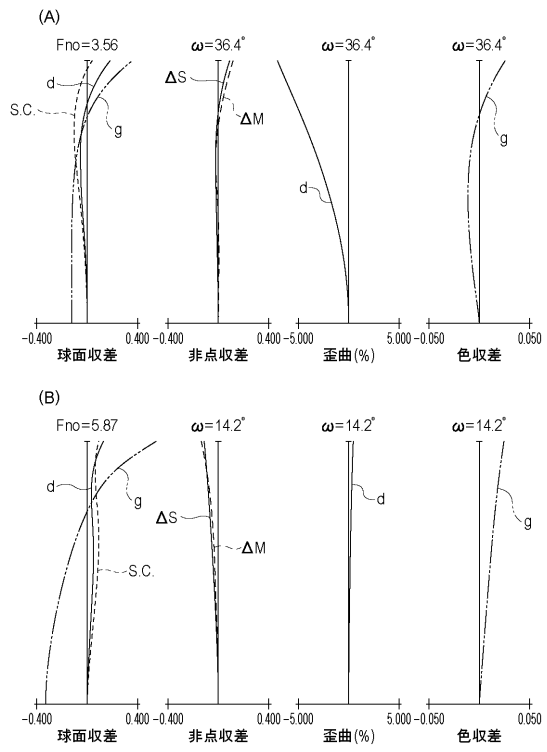 (A)
Fno=3.56 ω=36.4° ω=36.4° ω=36.4°
d ΔS
S.C. g ΔM g
d
-0.400 0.400 -0.400 0.400 -5.000 5.000 -0.050 0.050
球面収差 非点収差 歪曲(%) 色収差
(B)
Fno=5.87 ω=14.2° ω=14.2° ω=14.2°
d g d g
ΔS ΔM
S.C.
-0.400 0.400 -0.400 0.400 -5.000 5.000 -0.050 0.050
球面収差 非点収差 歪曲(%) 色収差